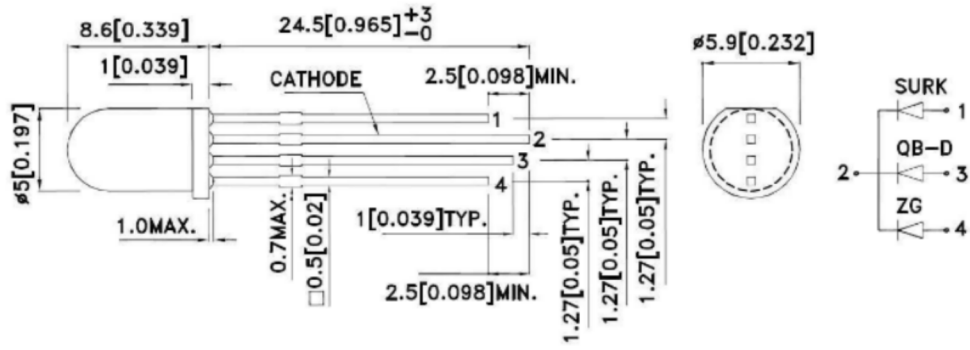 8.6[0.339]
24.5[0.965]+3 -0
ø5.9[0.232]
1[0.039]
CATHODE
2.5[0.098]MIN.
SURK
1
1
2
QB-D
ø5[0.197]
3
2
3
4
ZG
4
1.0MAX.
0.7MAX.
□0.5[0.02]
1[0.039]TYP.
2.5[0.098]MIN.
1.27[0.05]TYP.
1.27[0.05]TYP.
1.27[0.05]TYP.